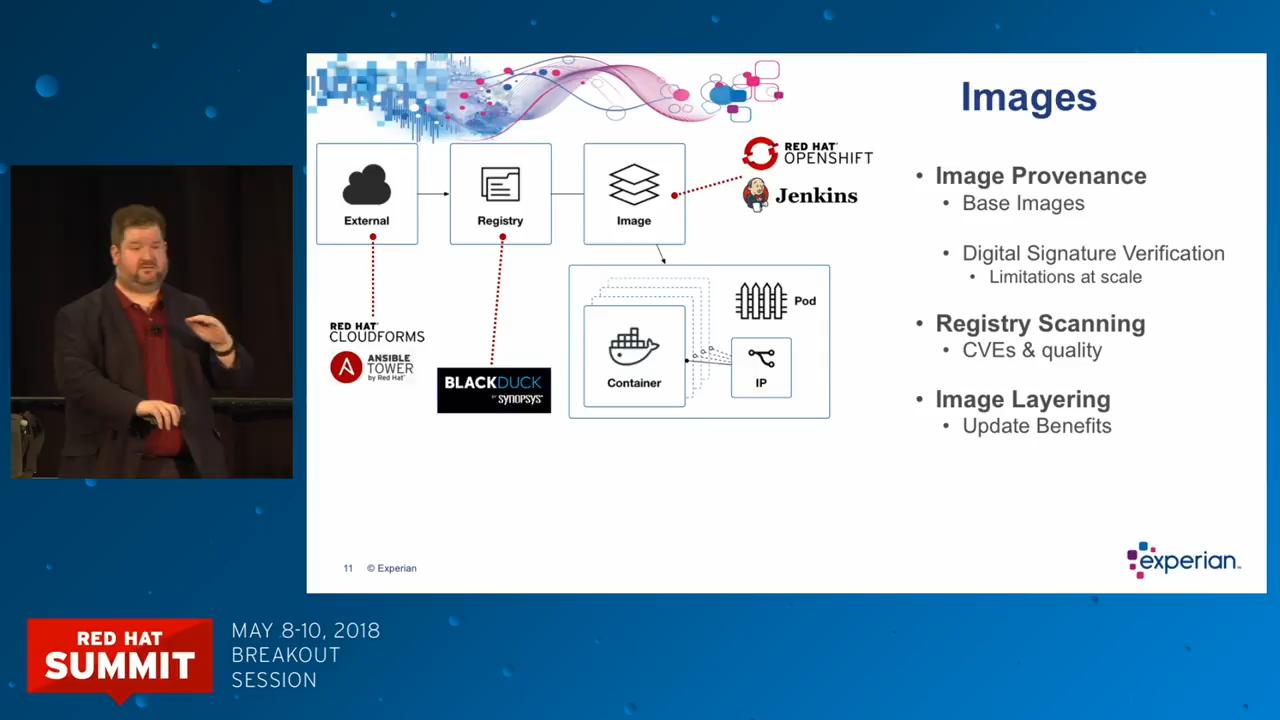 Images
External
Registry
Image
RED HAT®
OPENSHIFT
Jenkins
• Image Provenance
• Base Images
• Digital Signature Verification
• Limitations at scale
• Registry Scanning
• CVEs & quality
• Image Layering
• Update Benefits
Pod
Container
IP
RED HAT®
CLOUDFORMS
A
ANSIBLE
TOWER
by Red Hat®
BLACKDUCK
BY SYNOPSYS®
11 © Experian
experian™
RED HAT
SUMMIT
MAY 8-10, 2018
BREAKOUT
SESSION